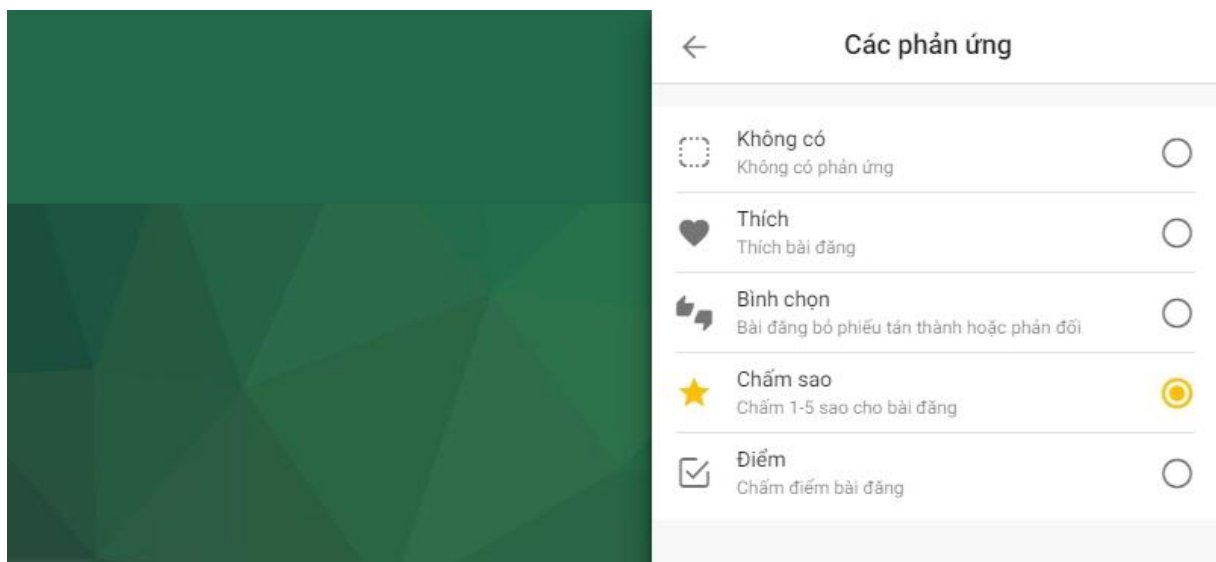 Các phản ứng
Không có
Không có phản ứng
Thích
Thích bài đăng
Bình chọn
Bài đăng bỏ phiếu tán thành hoặc phản đối
Chấm sao
Chấm 1-5 sao cho bài đăng
Điểm
Chấm điểm bài đăng